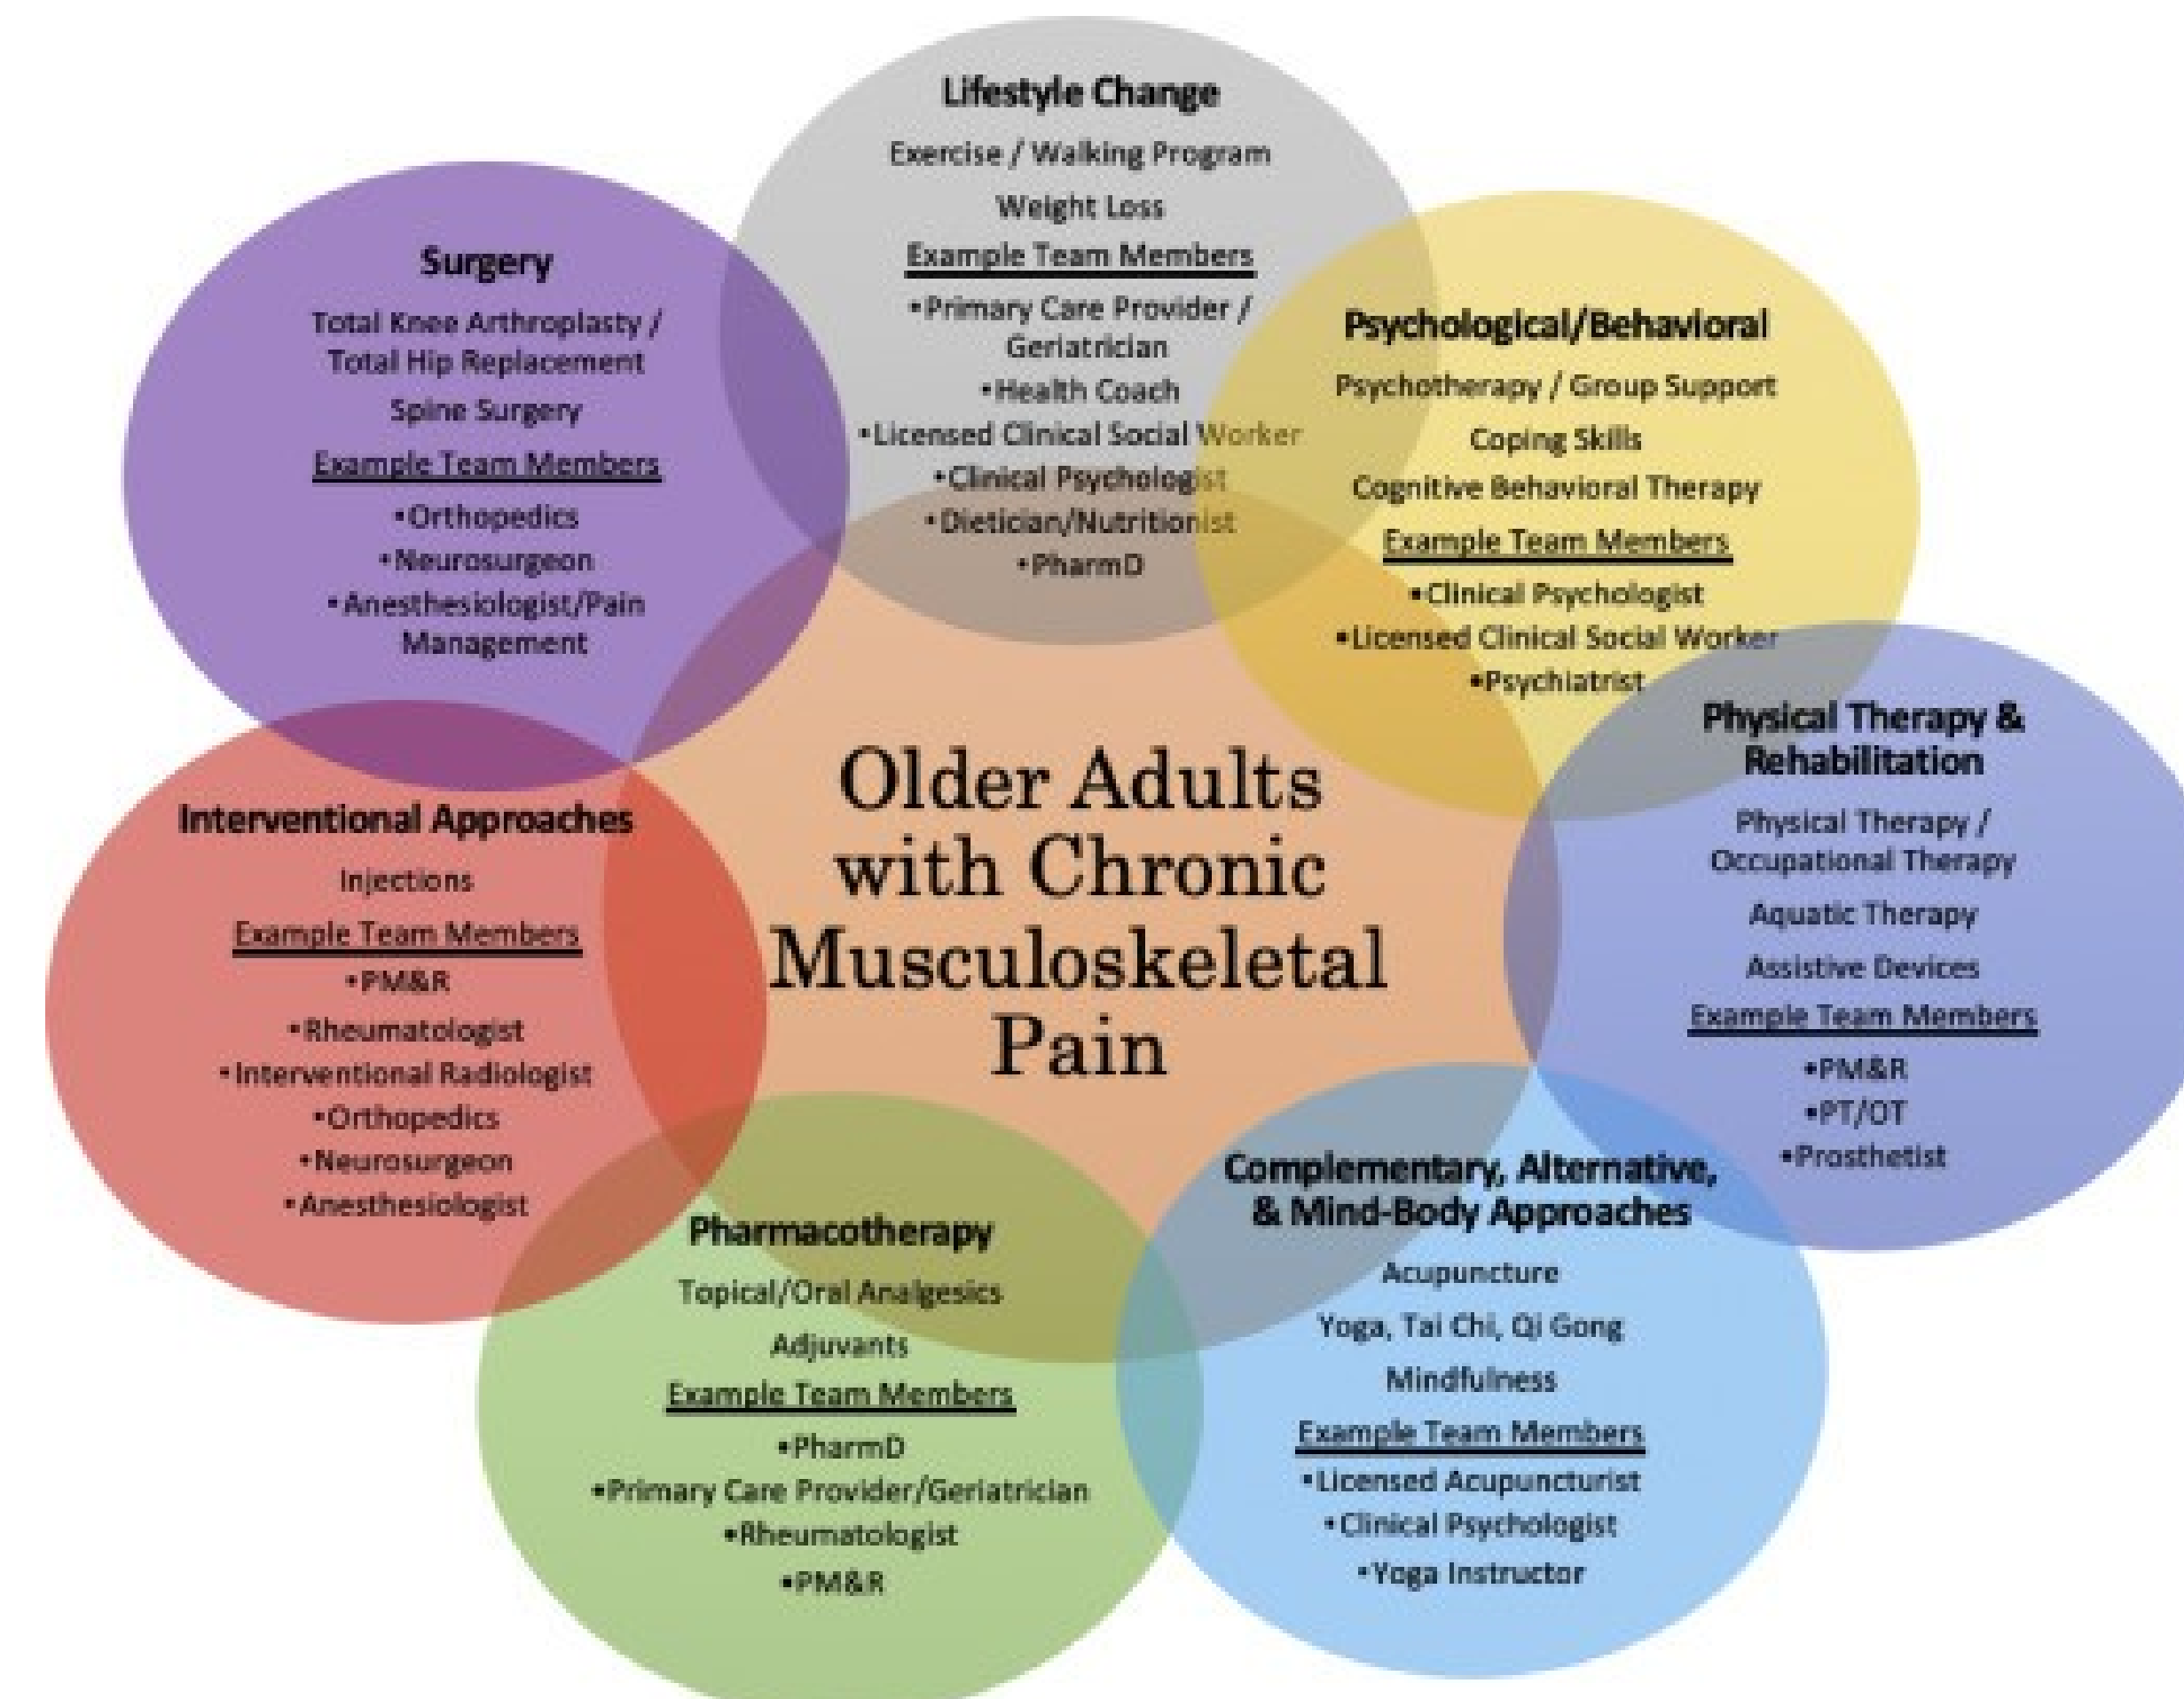 Lifestyle Change
Exercise / Walking Program
Weight Loss
Example Team Members
•Primary Care Provider /
Geriatrician
•Health Coach
•Licensed Clinical Social Worker
•Clinical Psychologist
•Dietician/Nutritionist
•PharmD
Psychological/Behavioral
Psychotherapy / Group Support
Coping Skills
Cognitive Behavioral Therapy
Example Team Members
•Clinical Psychologist
•Licensed Clinical Social Worker
•Psychiatrist
Physical Therapy &
Rehabilitation
Physical Therapy /
Occupational Therapy
Aquatic Therapy
Assistive Devices
Example Team Members
•PM&R
•PT/OT
•Prosthetist
Complementary, Alternative,
& Mind-Body Approaches
Acupuncture
Yoga, Tai Chi, Qi Gong
Mindfulness
Example Team Members
•Licensed Acupuncturist
•Clinical Psychologist
•Yoga Instructor
Pharmacotherapy
Topical/Oral Analgesics
Adjuvants
Example Team Members
•PharmD
•Primary Care Provider/Geriatrician
•Rheumatologist
•PM&R
Interventional Approaches
Injections
Example Team Members
•PM&R
•Rheumatologist
•Interventional Radiologist
•Orthopedics
•Neurosurgeon
•Anesthesiologist
Surgery
Total Knee Arthroplasty /
Total Hip Replacement
Spine Surgery
Example Team Members
•Orthopedics
•Neurosurgeon
•Anesthesiologist/Pain
Management
Older Adults
with Chronic
Musculoskeletal
Pain